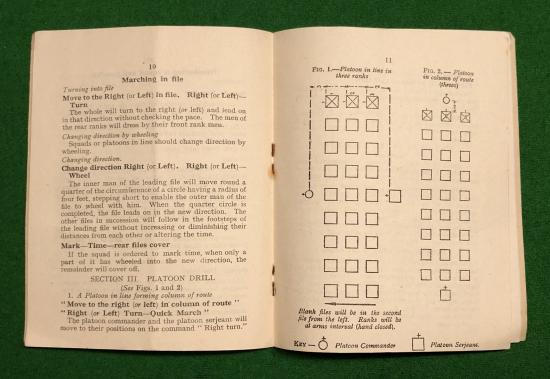 10
Marching in file
Turning into file
Move to the Right (or Left) in file. Right (or Left)—
Turn
The whole will turn to the right (or left) and lead on
in that direction without checking the pace. The men of
the rear ranks will dress by their front rank men.
Changing direction by wheeling
Squads or platoons in line should change direction by
wheeling.
Changing direction.
Change direction Right (or Left). Right (or Left)—
Wheel
The inner man of the leading file will move round a
quarter of the circumference of a circle having a radius of
four feet, stepping short to enable the outer man of the
file to wheel with him. When the quarter circle is
completed, the file leads on in the new direction. The
other files in succession will follow in the footsteps of
the leading file without increasing or diminishing their
distances from each other or altering the time.
Mark—Time—rear files cover
If the squad is ordered to mark time, when only a
part of it has wheeled into the new direction, the
remainder will cover off.
SECTION III PLATOON DRILL
(See Figs. 1 and 2)
1. A Platoon in line forming column of route
"Move to the right (or left) in column of route"
"Right (or Left) Turn—Quick March"
The platoon commander and the platoon serjeant will
move to their positions on the command "Right turn."
11
FIG. 1.—Platoon in line in
three ranks
FIG. 2.—Platoon
in column of route
(threes)
Blank files will be in the second
file from the left. Ranks will be
at arms interval (hand closed).
KEY — Platoon Commander Platoon Serjeant.